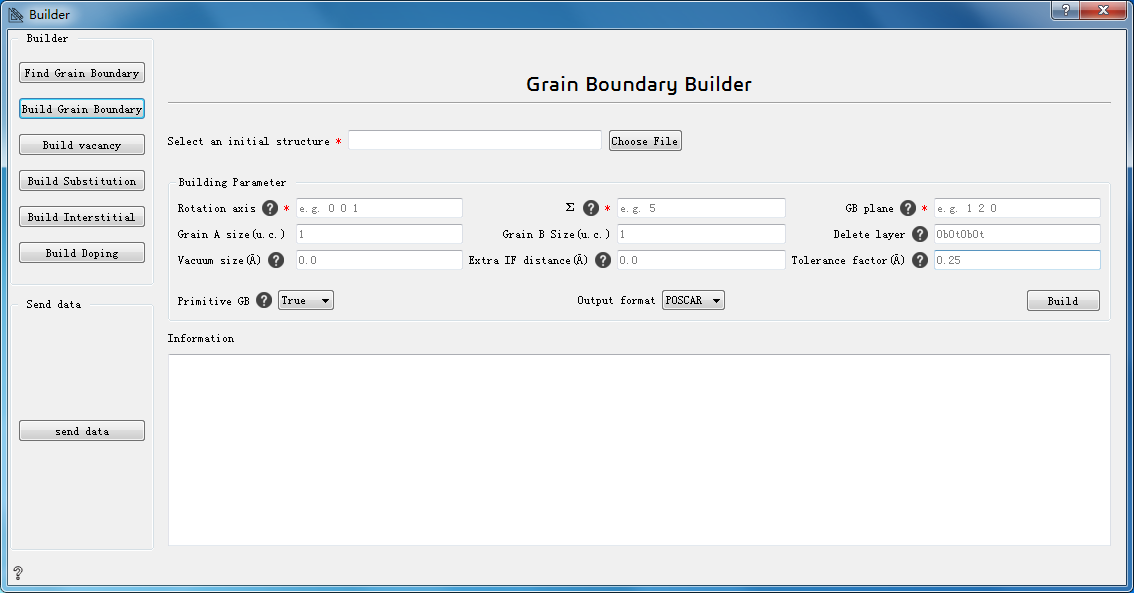 Builder
Builder
Find Grain Boundary
Build Grain Boundary
Build vacancy
Build Substitution
Build Interstitial
Build Doping
Send data
send data
Grain Boundary Builder
Select an initial structure * Choose File
Building Parameter
Rotation axis ? * e.g. 0 0 1 Σ ? * e.g. 5 GB plane ? * e.g. 1 2 0
Grain A size(u.c.) 1 Grain B Size(u.c.) 1 Delete layer ? 0b0t0b0t
Vacuum size(Å) ? 0.0 Extra IF distance(Å) ? 0.0 Tolerance factor(Å) ? 0.25
Primitive GB ? True Output format POSCAR Build
Information